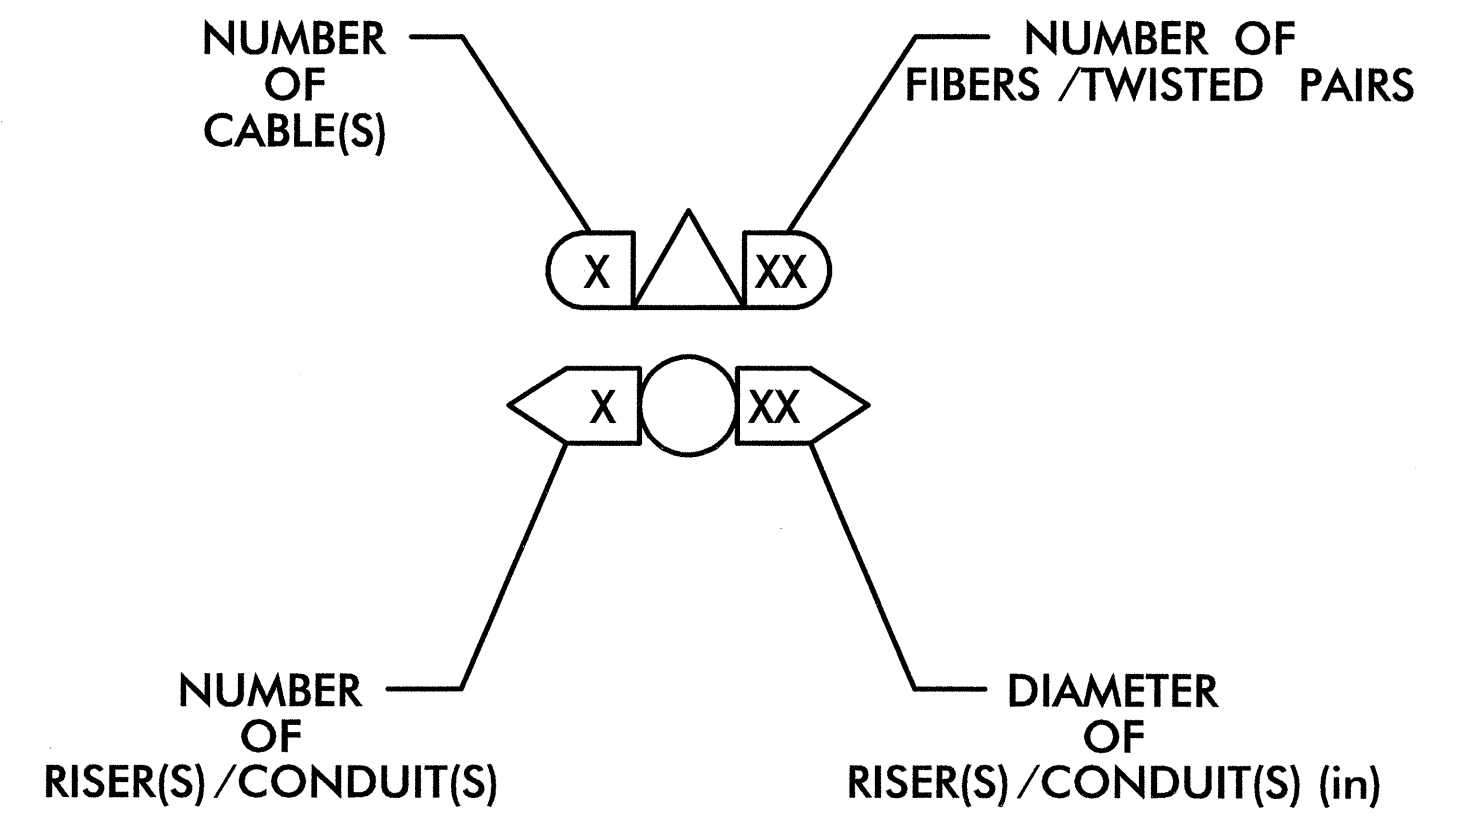 NUMBER
OF
CABLE(S)
NUMBER OF
FIBERS /TWISTED PAIRS
X
XX
X
XX
NUMBER
OF
RISER(S)/CONDUIT(S)
DIAMETER
OF
RISER(S)/CONDUIT(S) (in)